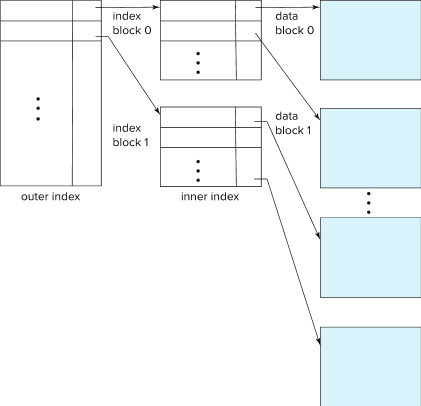 index
block 0
data
block 0
index
block 1
data
block 1
outer index
inner index